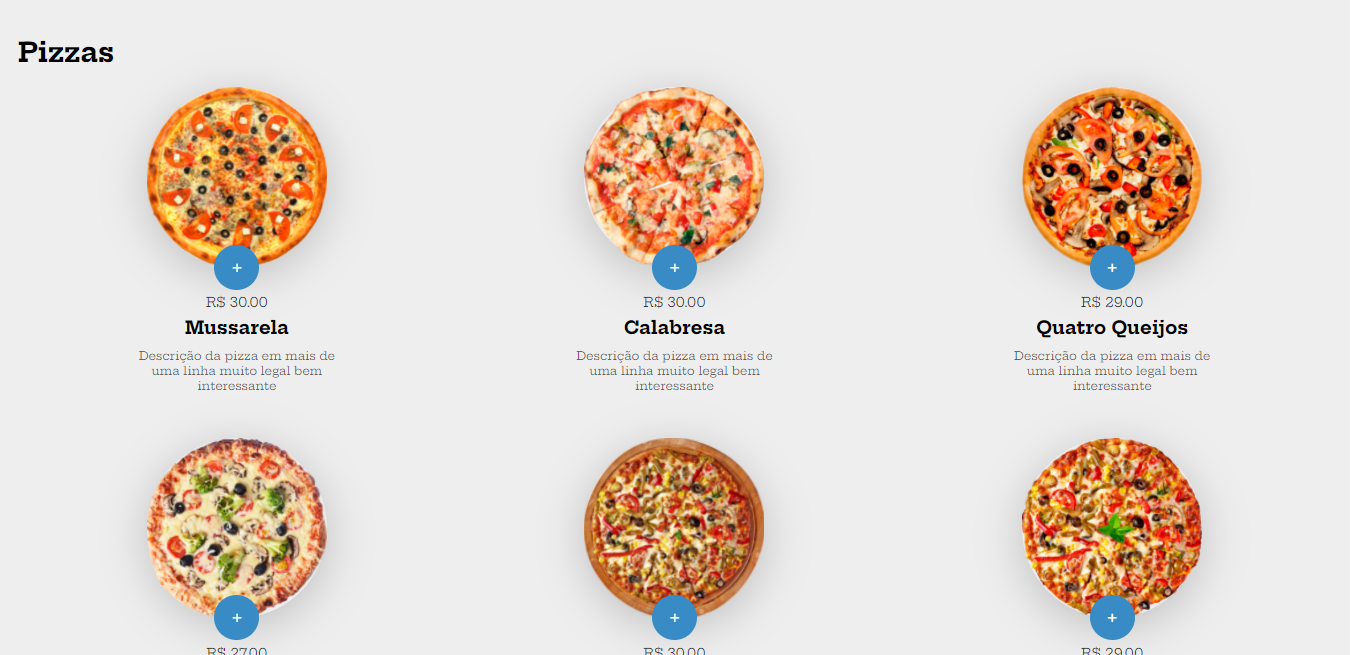 Pizzas
+ + +
R$ 30.00 R$ 30.00 R$ 29.00
Mussarela Calabresa Quatro Queijos
Descrição da pizza em mais de Descrição da pizza em mais de Descrição da pizza em mais de
uma linha muito legal bem uma linha muito legal bem uma linha muito legal bem
interessante interessante interessante
+ + +
R$ 27.00 R$ 30.00 R$ 29.00